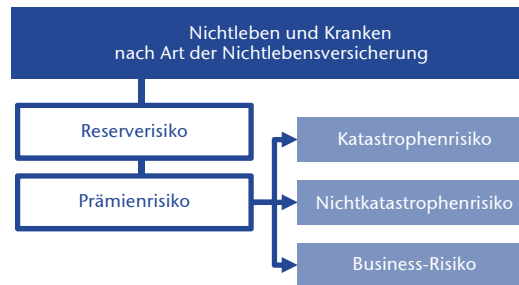 Nichtleben und Kranken
nach Art der Nichtlebensversicherung
Reserverisiko
Prämienrisiko
Katastrophenrisiko
Nichtkatastrophenrisiko
Business-Risiko